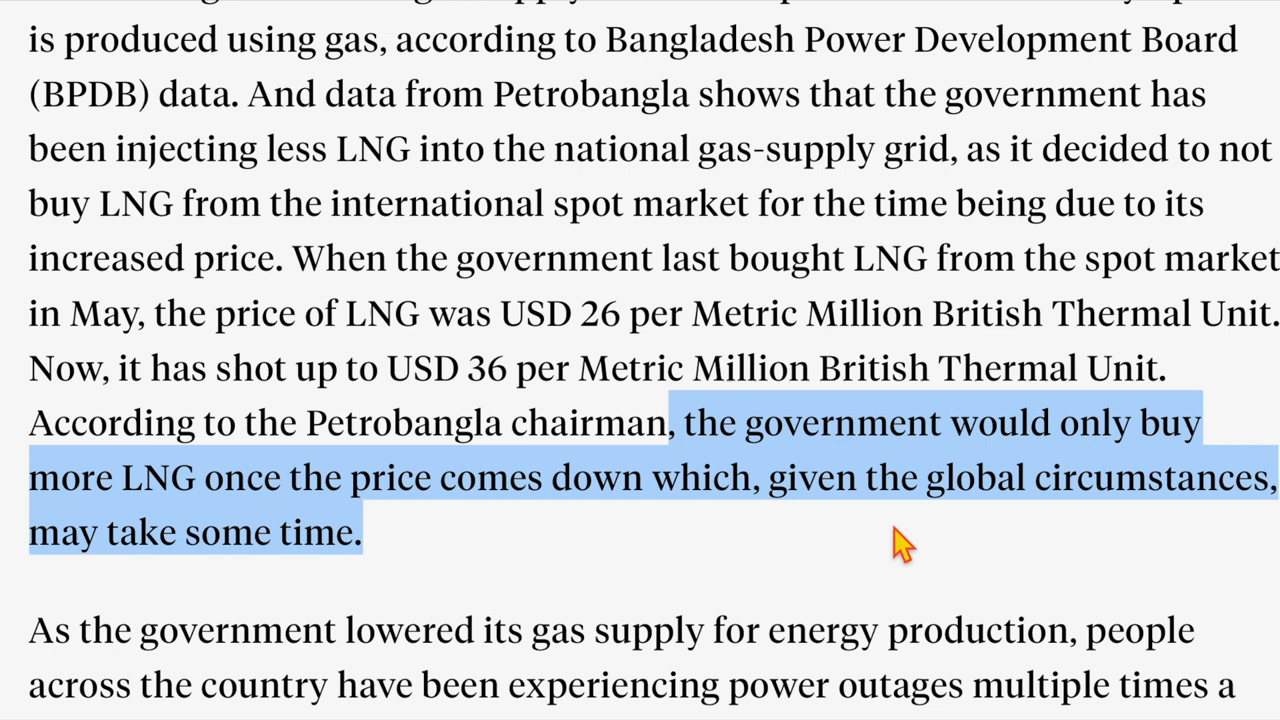 is produced using gas, according to Bangladesh Power Development Board
(BPDB) data. And data from Petrobangla shows that the government has
been injecting less LNG into the national gas-supply grid, as it decided to not
buy LNG from the international spot market for the time being due to its
increased price. When the government last bought LNG from the spot market
in May, the price of LNG was USD 26 per Metric Million British Thermal Unit.
Now, it has shot up to USD 36 per Metric Million British Thermal Unit.
According to the Petrobangla chairman, the government would only buy
more LNG once the price comes down which, given the global circumstances,
may take some time.
As the government lowered its gas supply for energy production, people
across the country have been experiencing power outages multiple times a